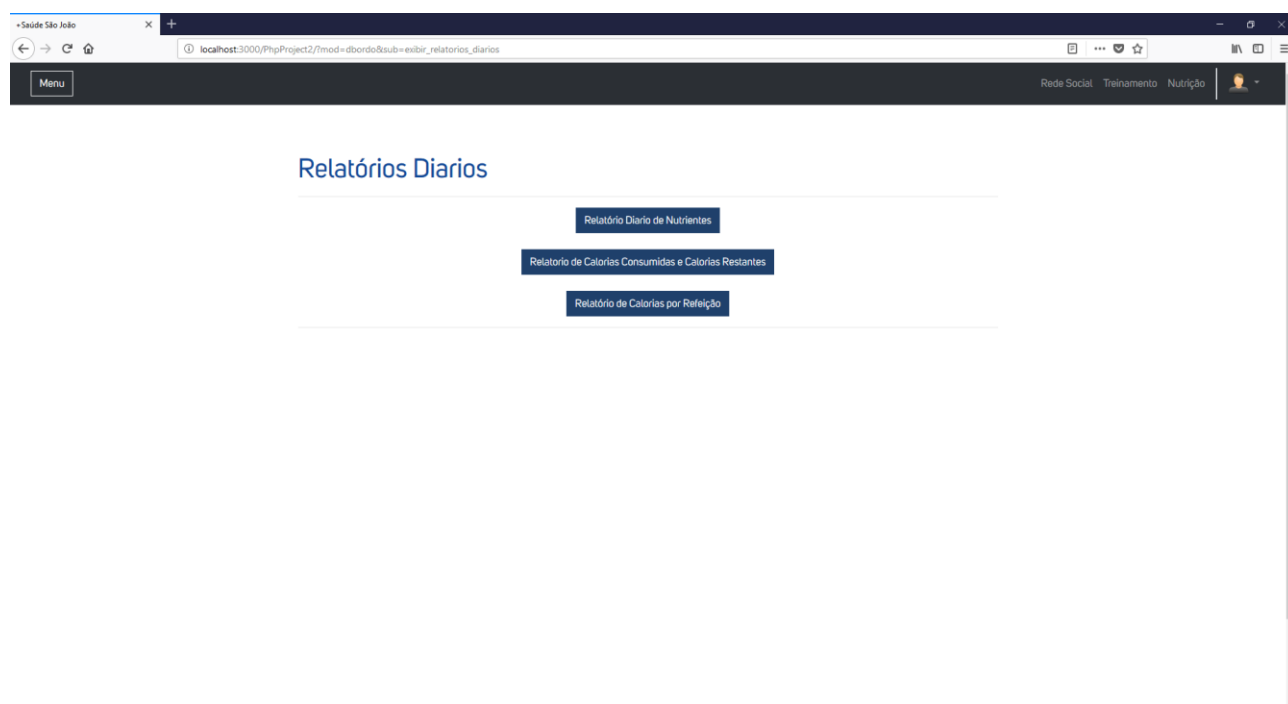 +Saúde São João
localhost:3000/PhpProject2/?mod=dbordo&sub=exibir_relatorios_diarios
Menu
Rede Social Treinamento Nutrição
Relatórios Diarios
Relatório Diario de Nutrientes
Relatorio de Calorias Consumidas e Calorias Restantes
Relatório de Calorias por Refeição